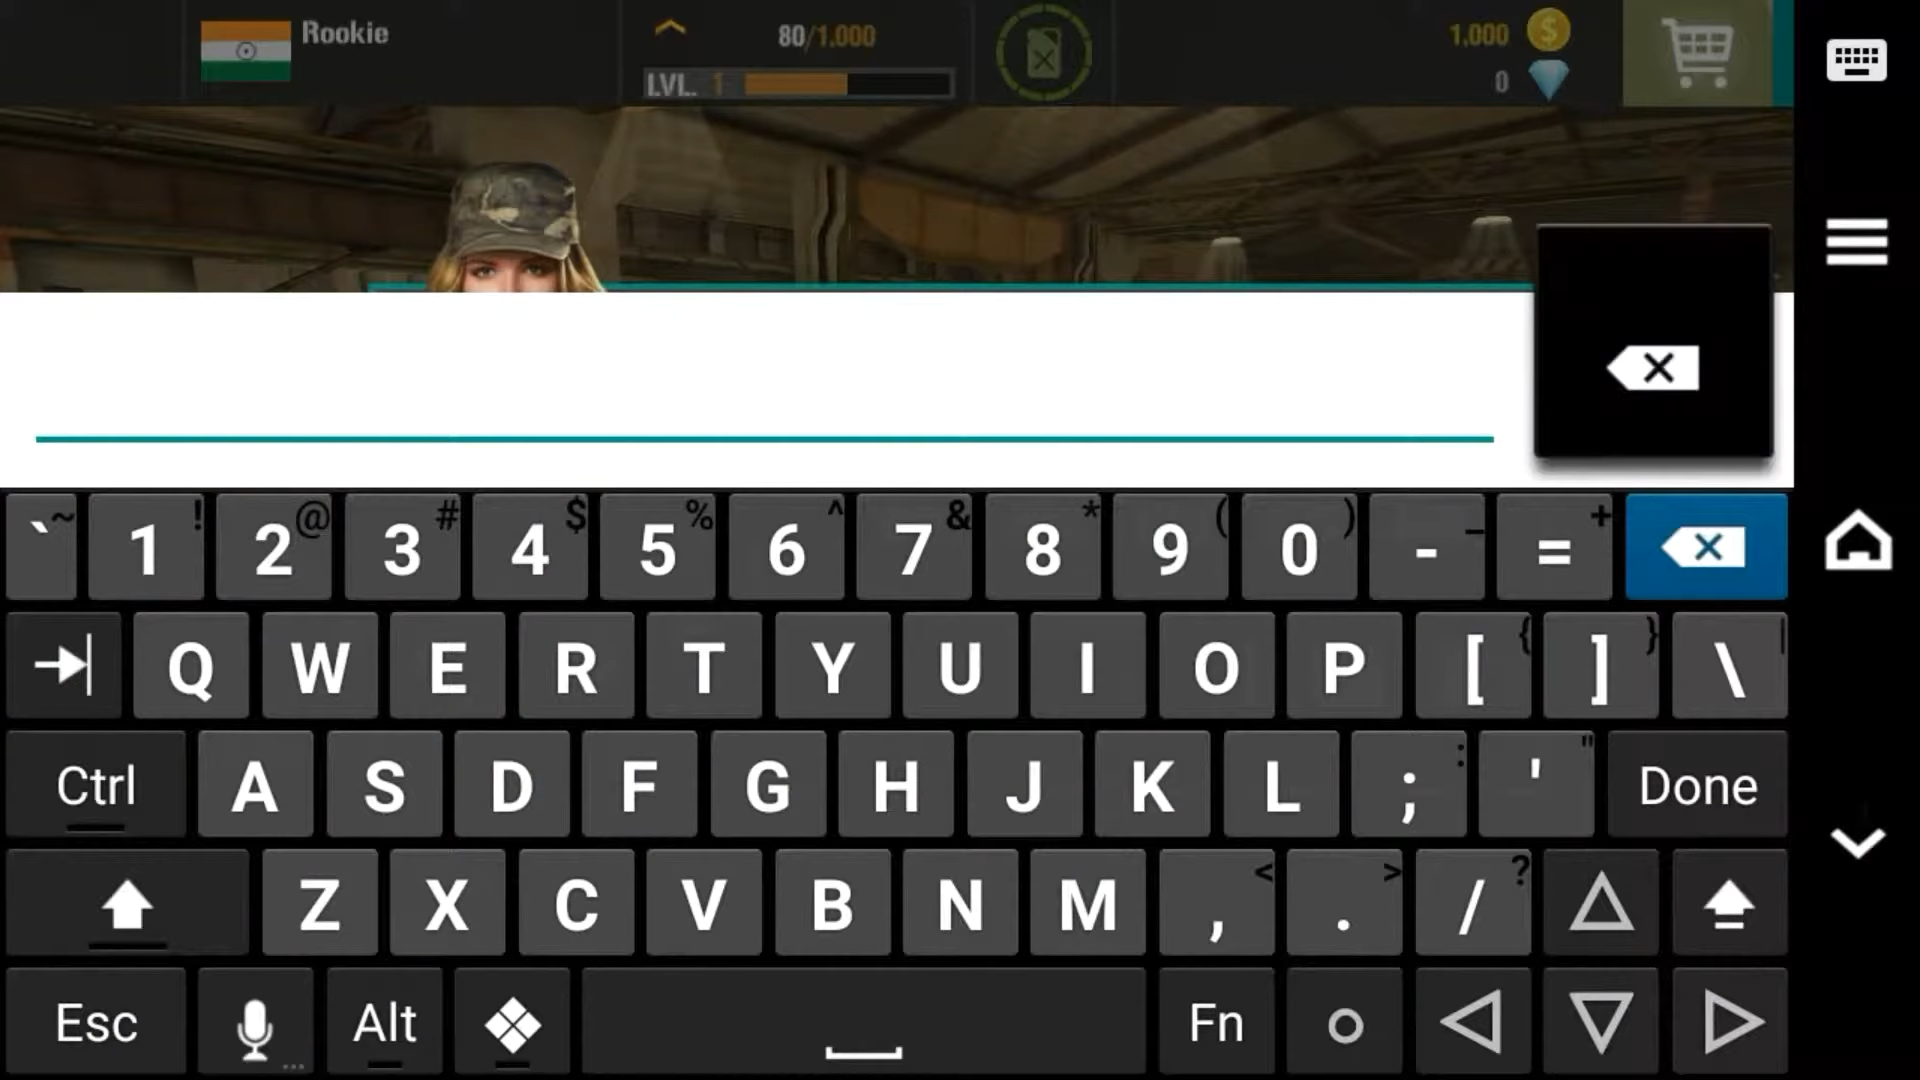 Rookie
80/1.000
1,000
LVL. 1
0
` ~ 1 ! 2 @ 3 # 4 $ 5 % 6 ^ 7 & 8 * 9 ( 0 ) - _ = +
Q W E R T Y U I O P [ { ] } \ |
Ctrl A S D F G H J K L ; : ' " Done
Z X C V B N M , < . > / ?
Esc ... Alt Fn